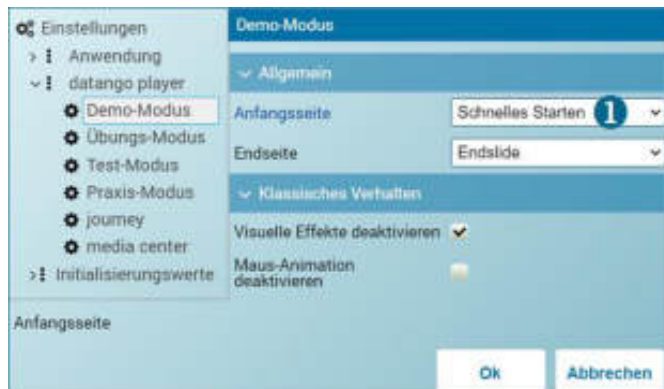 Einstellungen
Anwendung
datango player
Demo-Modus
Übungs-Modus
Test-Modus
Praxis-Modus
journey
media center
Initialisierungswerte
Anfangsseite
Demo-Modus
Allgemein
Anfangsseite Schnelles Starten 1
Endseite Endslide
Klassisches Verhalten
Visuelle Effekte deaktivieren
Maus-Animation
deaktivieren
Ok Abbrechen